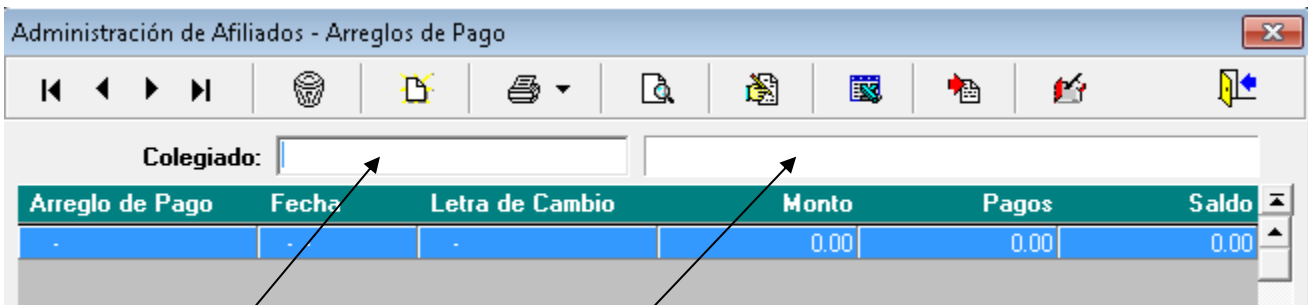 Administración de Afiliados - Arreglos de Pago
Colegiado:
Arreglo de Pago Fecha Letra de Cambio Monto Pagos Saldo
- - - - 0.00 0.00 0.00